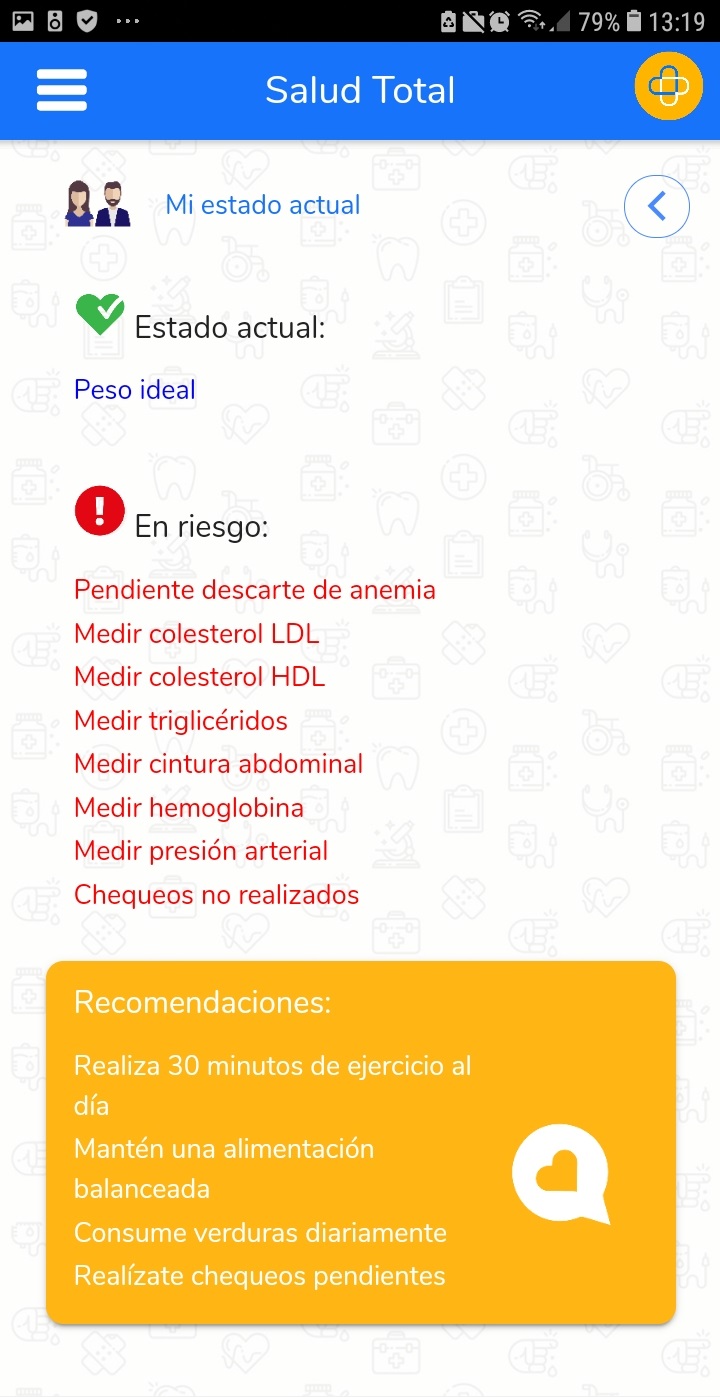 79% 13:19
Salud Total
Mi estado actual
Estado actual:
Peso ideal
En riesgo:
Pendiente descarte de anemia
Medir colesterol LDL
Medir colesterol HDL
Medir triglicéridos
Medir cintura abdominal
Medir hemoglobina
Medir presión arterial
Chequeos no realizados
Recomendaciones:
Realiza 30 minutos de ejercicio al
día
Mantén una alimentación
balanceada
Consume verduras diariamente
Realízate chequeos pendientes